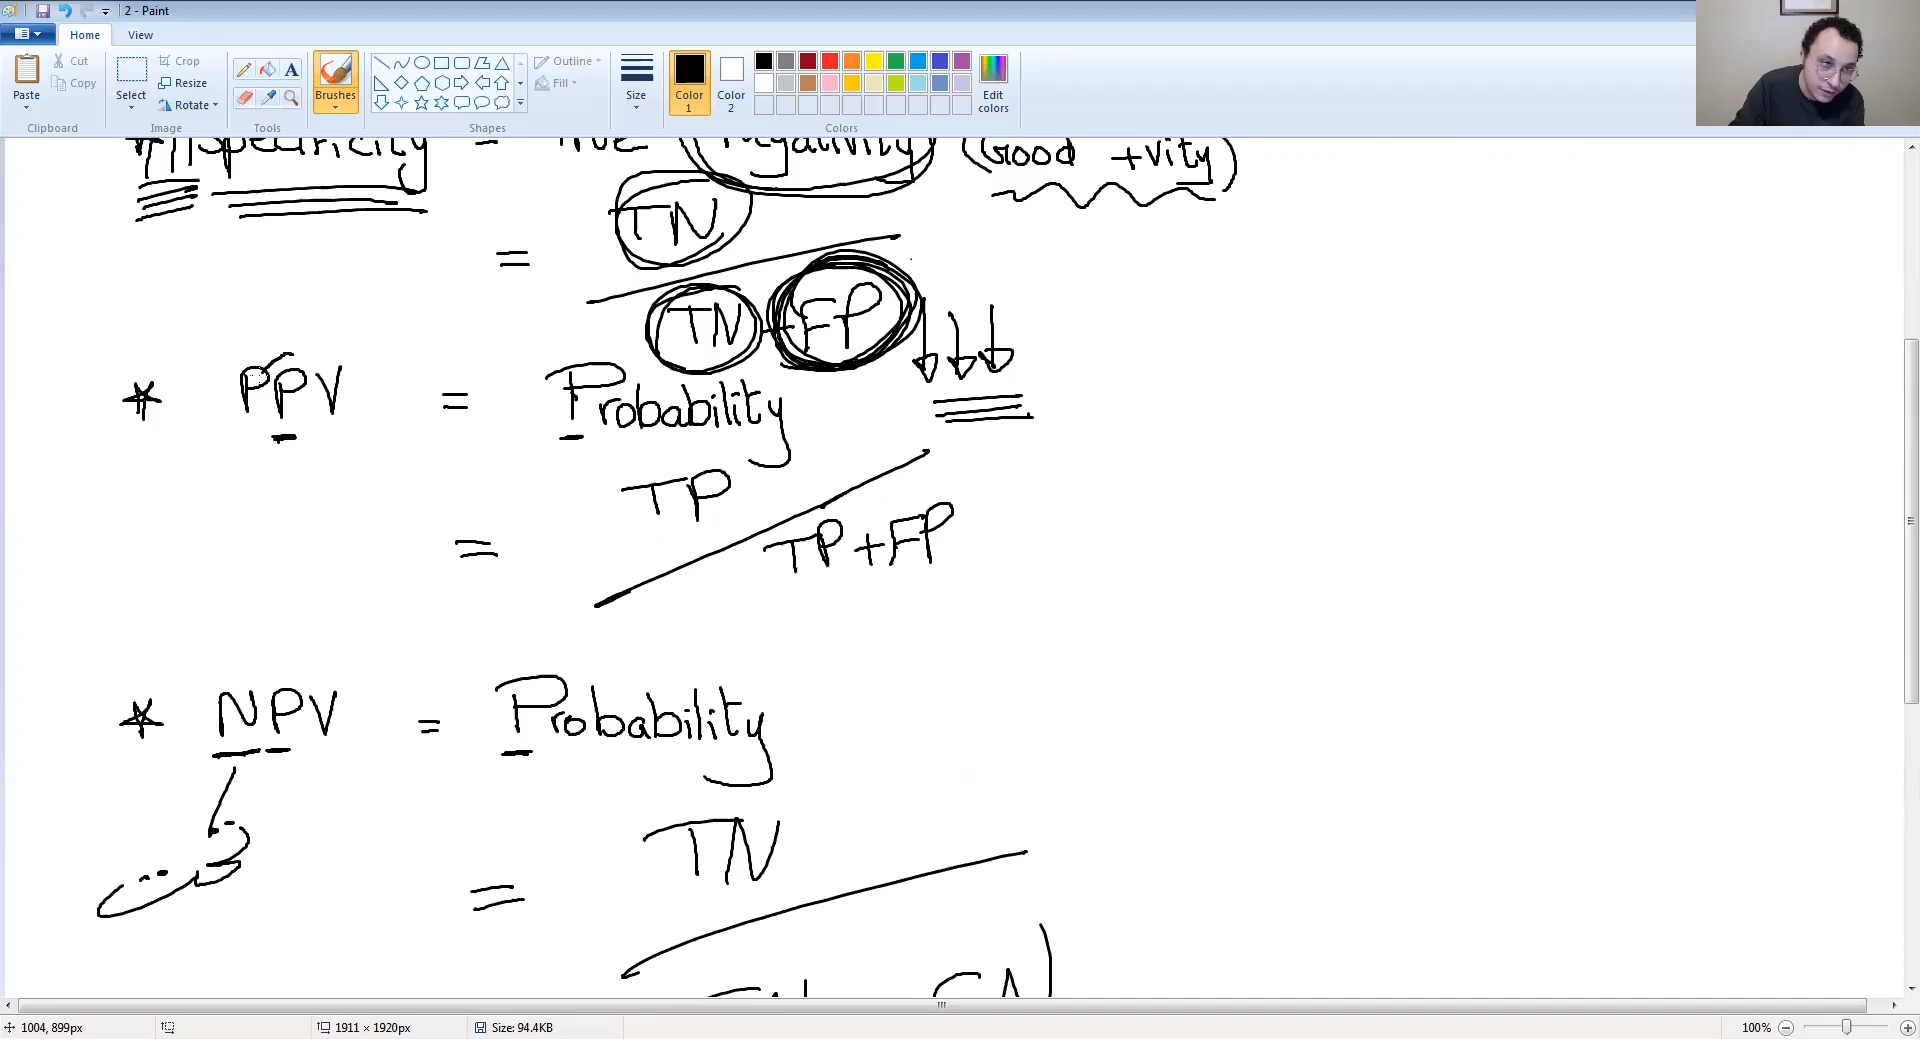 2 - Paint
Home View
Paste Cut Copy Clipboard
Select Crop Resize Rotate Image
Tools
Brushes
Shapes
Outline Fill
Size
Color 1 Color 2
Edit colors
Colors
specificity = (Negativity) (Good +vity)
= TN
TN + FP
* PPV = Probability
= TP
TP + FP
* NPV = Probability
= TN
1004, 899px 1911 × 1920px Size: 94.4KB 100%